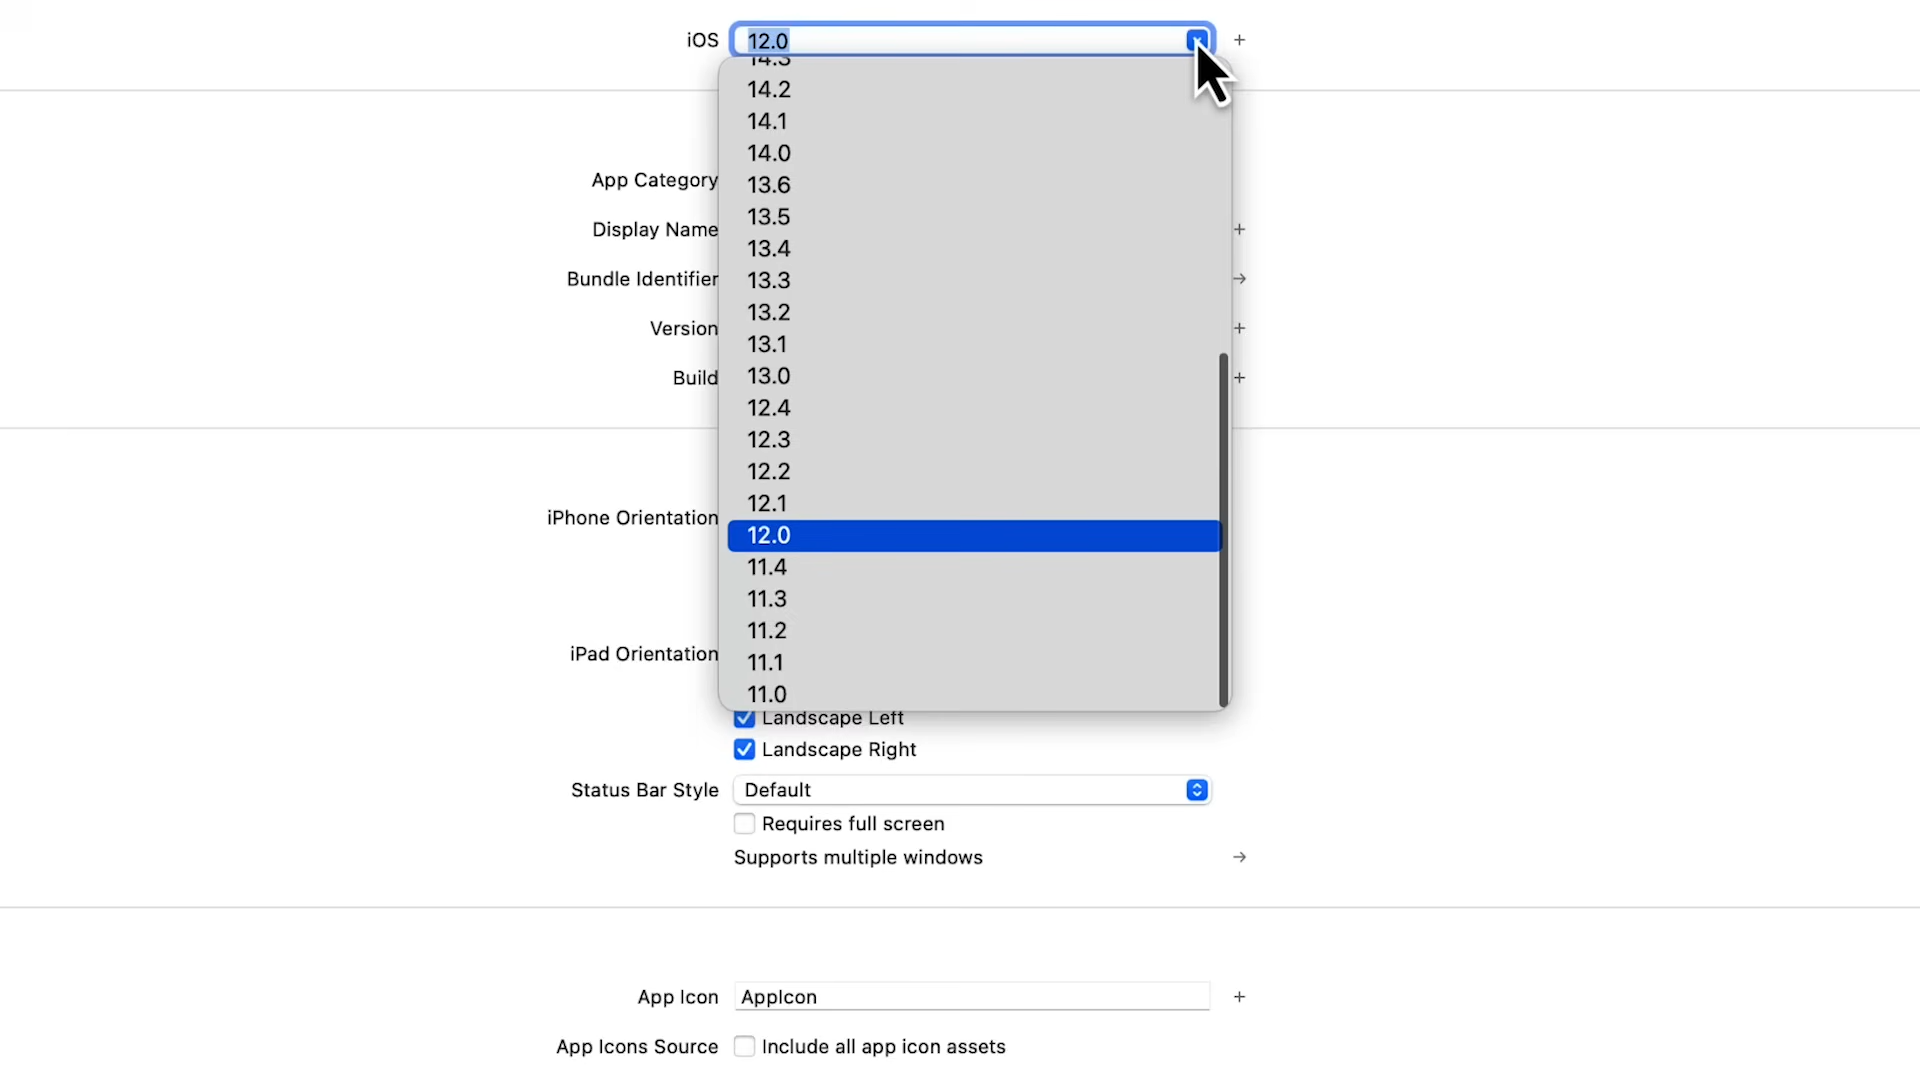 iOS 12.0 +
14.3
14.2
14.1
14.0
App Category
13.6
13.5
Display Name +
13.4
Bundle Identifier 13.3 →
13.2
Version +
13.1
Build 13.0 +
12.4
12.3
12.2
12.1
iPhone Orientation
12.0
11.4
11.3
11.2
iPad Orientation
11.1
11.0
Landscape Left
Landscape Right
Status Bar Style Default
Requires full screen
Supports multiple windows →
App Icon AppIcon +
App Icons Source Include all app icon assets